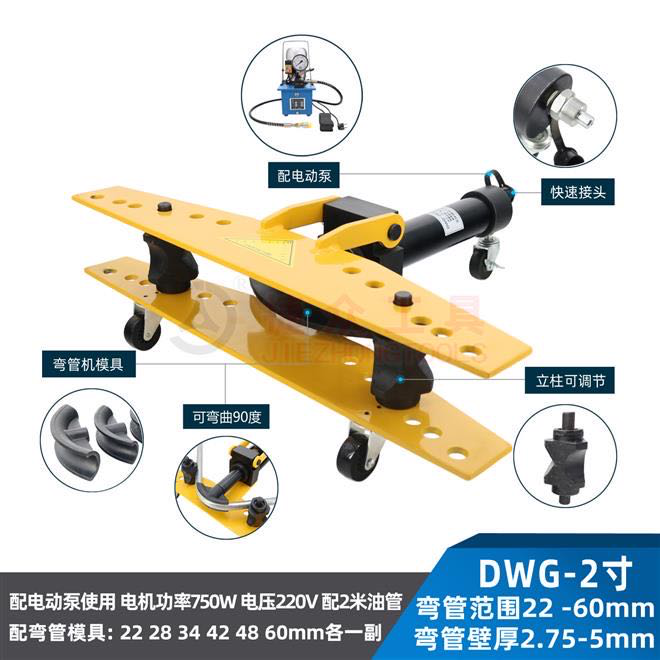 配电动泵
快速接头
弯管机模具
可弯曲90度
立柱可调节
JIEZHONGTOOLS
DWG-2寸
弯管范围22 -60mm
弯管壁厚2.75-5mm
配电动泵使用 电机功率750W 电压220V 配2米油管
配弯管模具: 22 28 34 42 48 60mm各一副